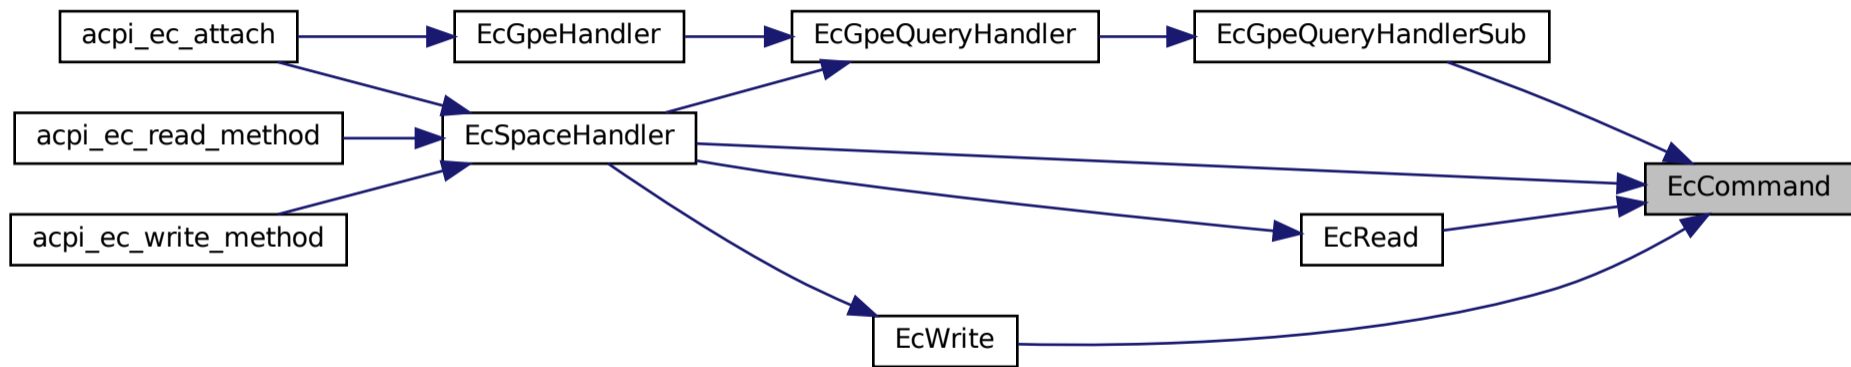 acpi_ec_attach
EcGpeHandler
EcGpeQueryHandler
EcGpeQueryHandlerSub
acpi_ec_read_method
EcSpaceHandler
EcCommand
acpi_ec_write_method
EcRead
EcWrite